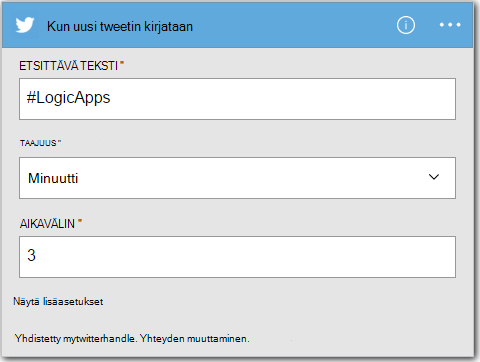 Kun uusi tweetin kirjataan
ETSITTÄVÄ TEKSTI *
#LogicApps
TAAJUUS *
Minuutti
AIKAVÄLIN *
3
Näytä lisäasetukset
Yhdistetty mytwitterhandle. Yhteyden muuttaminen.